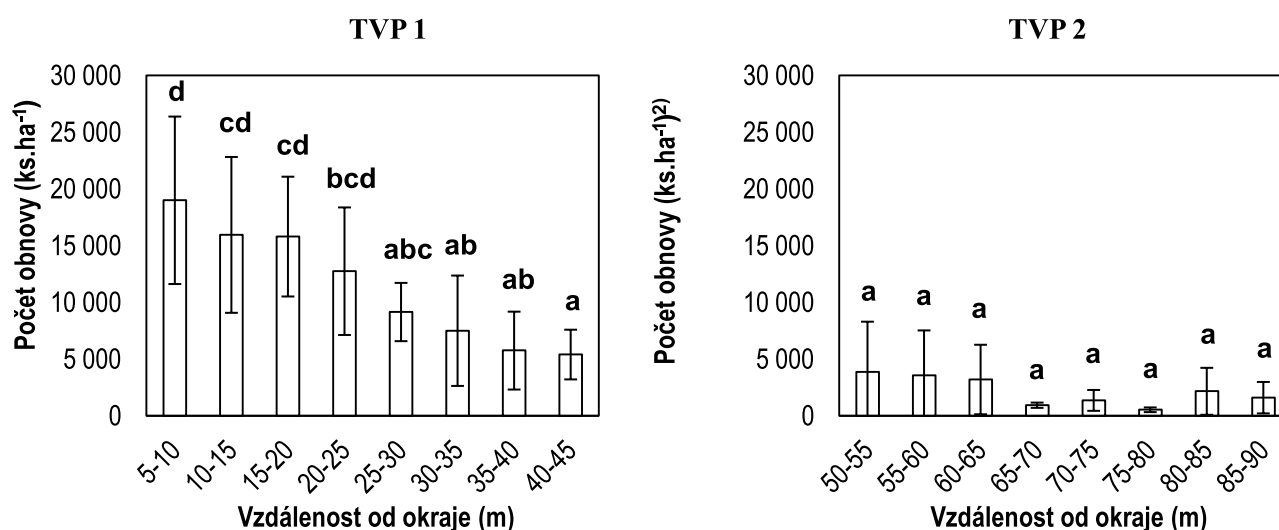 TVP 1
Počet obnovy (ks.ha-1)
30 000
25 000
20 000
15 000
10 000
5 000
0
d
cd
cd
bcd
abc
ab
ab
a
5-10
10-15
15-20
20-25
25-30
30-35
35-40
40-45
Vzdálenost od okraje (m)
TVP 2
Počet obnovy (ks.ha-1)2)
30 000
25 000
20 000
15 000
10 000
5 000
0
a
a
a
a
a
a
a
a
50-55
55-60
60-65
65-70
70-75
75-80
80-85
85-90
Vzdálenost od okraje (m)